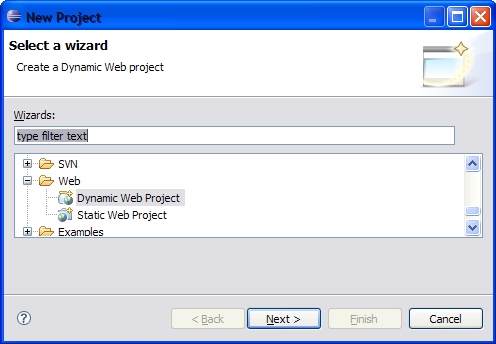 New Project
Select a wizard
Create a Dynamic Web project
Wizards:
type filter text
SVN
Web
Dynamic Web Project
Static Web Project
Examples
? < Back Next > Finish Cancel